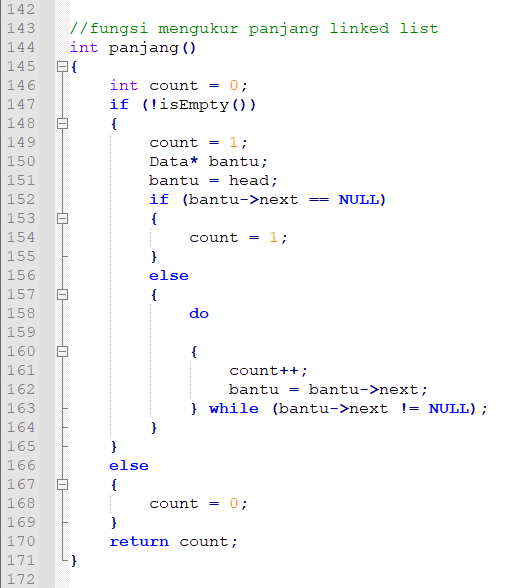 142
143 //fungsi mengukur panjang linked list
144 int panjang()
145 {
146 int count = 0;
147 if (!isEmpty())
148 {
149 count = 1;
150 Data* bantu;
151 bantu = head;
152 if (bantu->next == NULL)
153 {
154 count = 1;
155 }
156 else
157 {
158 do
159
160 {
161 count++;
162 bantu = bantu->next;
163 } while (bantu->next != NULL);
164 }
165 }
166 else
167 {
168 count = 0;
169 }
170 return count;
171 }
172